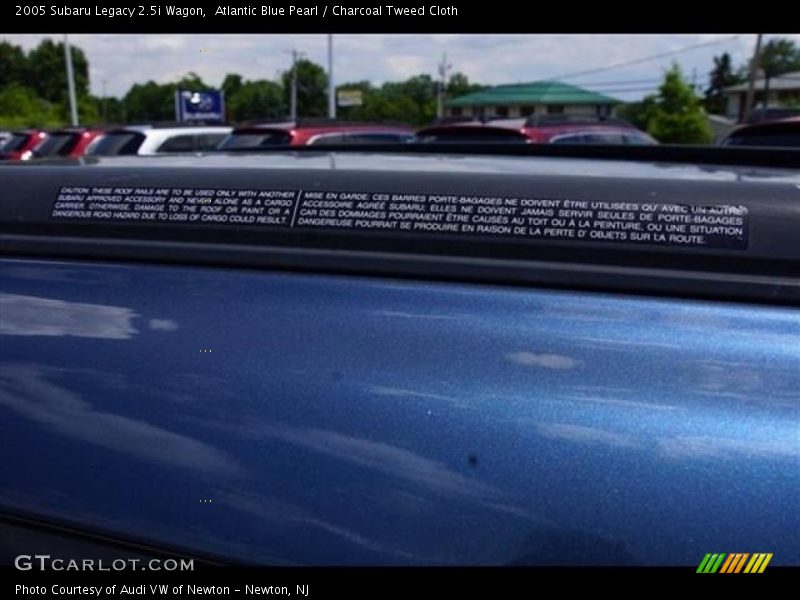 2005 Subaru Legacy 2.5i Wagon,  Atlantic Blue Pearl / Charcoal Tweed Cloth
CAUTION: THESE ROOF RAILS ARE TO BE USED ONLY WITH ANOTHER
SUBARU APPROVED ACCESSORY AND NEVER ALONE AS A CARGO
CARRIER. OTHERWISE, DAMAGE TO THE ROOF OR PAINT OR A
DANGEROUS ROAD HAZARD DUE TO LOSS OF CARGO COULD RESULT.
MISE EN GARDE: CES BARRES PORTE-BAGAGES NE DOIVENT ÊTRE UTILISÉES QU' AVEC UN AUTRE
ACCESSOIRE AGRÉÉ SUBARU; ELLES NE DOIVENT JAMAIS SERVIR SEULES DE PORTE-BAGAGES
CAR DES DOMMAGES POURRAIENT ÊTRE CAUSÉS AU TOIT OU À LA PEINTURE, OU UNE SITUATION
DANGEREUSE POURRAIT SE PRODUIRE EN RAISON DE LA PERTE D' OBJETS SUR LA ROUTE.
GTCARLOT.COM
Photo Courtesy of Audi VW of Newton - Newton, NJ